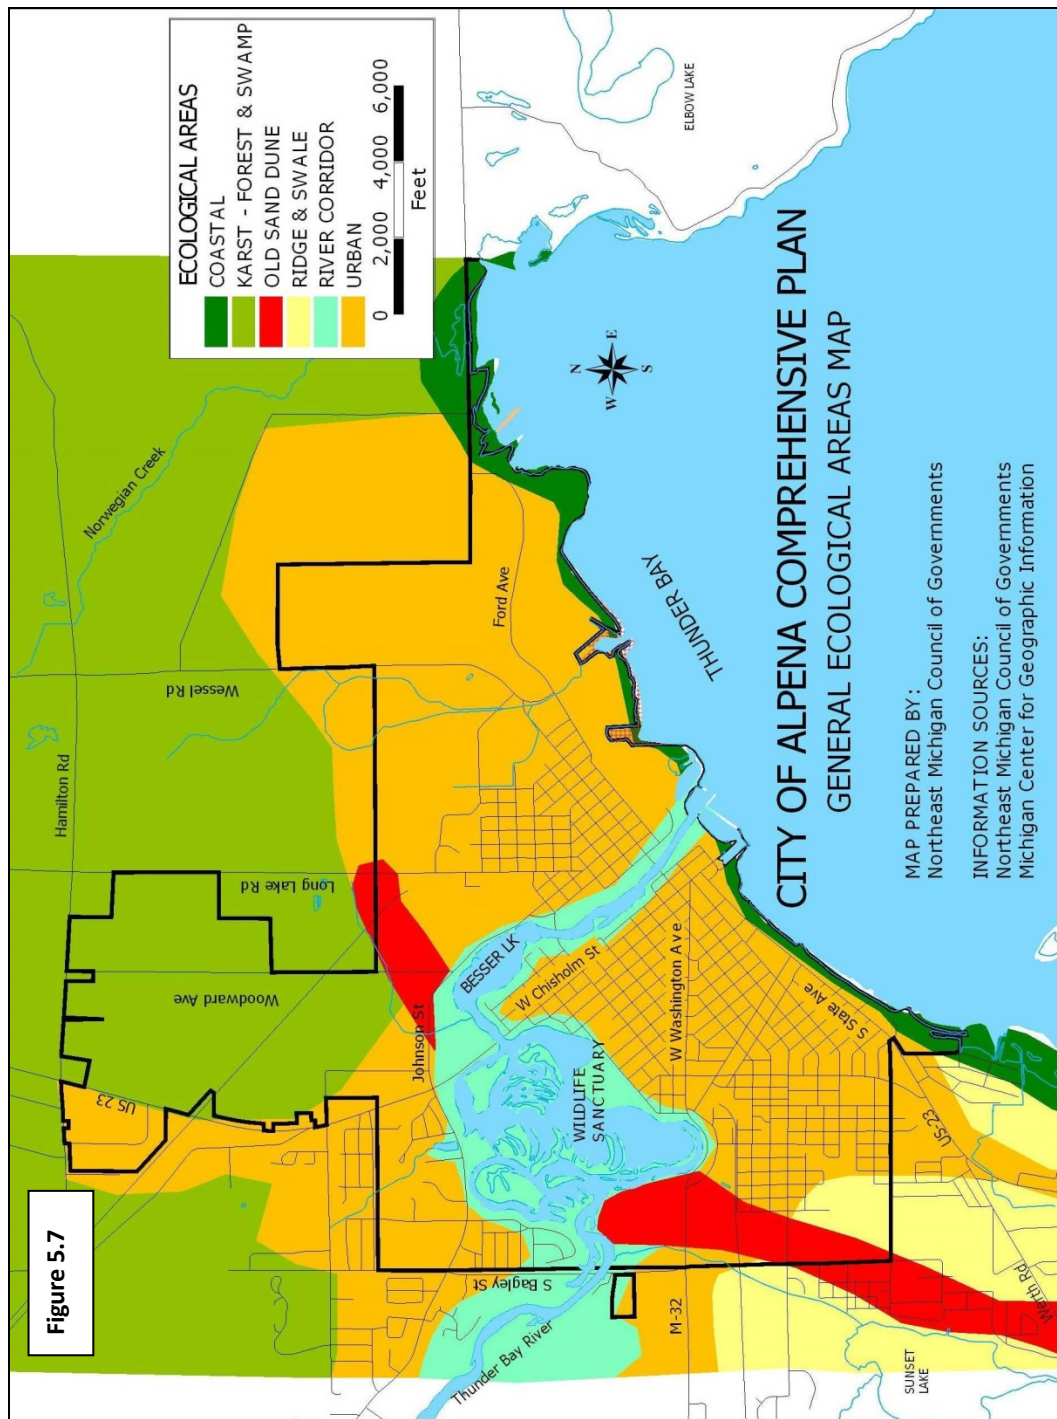 Figure 5.7
ECOLOGICAL AREAS
COASTAL
KARST - FOREST & SWAMP
OLD SAND DUNE
RIDGE & SWALE
RIVER CORRIDOR
URBAN
0 2,000 4,000 6,000
Feet
Hamilton Rd
Norwegian Creek
Wessel Rd
Long Lake Rd
Woodward Ave
US 23
Johnson St
Ford Ave
BESSER LK
W Chisholm St
WILDLIFE
SANCTUARY
W Washington Ave
S State Ave
US-23
S Bagley St
Thunder Bay River
M-32
Werth Rd
SUNSET
LAKE
ELBOW LAKE
THUNDER BAY
N
E
S
W
CITY OF ALPENA COMPREHENSIVE PLAN
GENERAL ECOLOGICAL AREAS MAP
MAP PREPARED BY:
Northeast Michigan Council of Governments
INFORMATION SOURCES:
Northeast Michigan Council of Governments
Michigan Center for Geographic Information